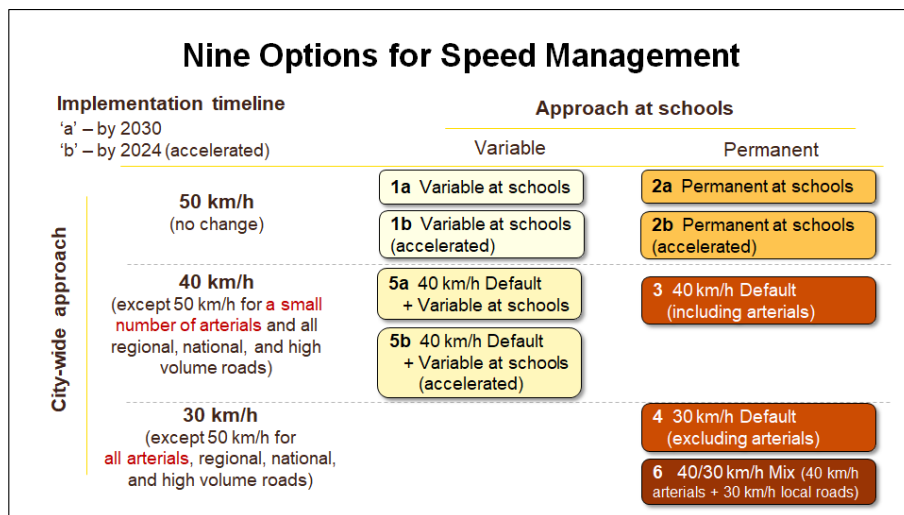 Nine Options for Speed Management
Implementation timeline
‘a’ – by 2030
‘b’ – by 2024 (accelerated)
Approach at schools
Variable
Permanent
City-wide approach
50 km/h
(no change)
1a Variable at schools
1b Variable at schools
(accelerated)
2a Permanent at schools
2b Permanent at schools
(accelerated)
40 km/h
(except 50 km/h for a small
number of arterials and all
regional, national, and high
volume roads)
5a 40 km/h Default
+ Variable at schools
5b 40 km/h Default
+ Variable at schools
(accelerated)
3 40 km/h Default
(including arterials)
30 km/h
(except 50 km/h for
all arterials, regional, national,
and high volume roads)
4 30 km/h Default
(excluding arterials)
6 40/30 km/h Mix (40 km/h
arterials + 30 km/h local roads)